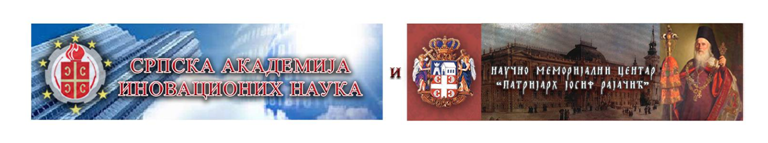 СРПСКА АКАДЕМИЈА
ИНОВАЦИОНИХ НАУКА
и
НАУЧНО МЕМОРИЈАЛНИ ЦЕНТАР
“ПАТРИЈАРХ ЈОСИФ РАЈАЧИЋ”